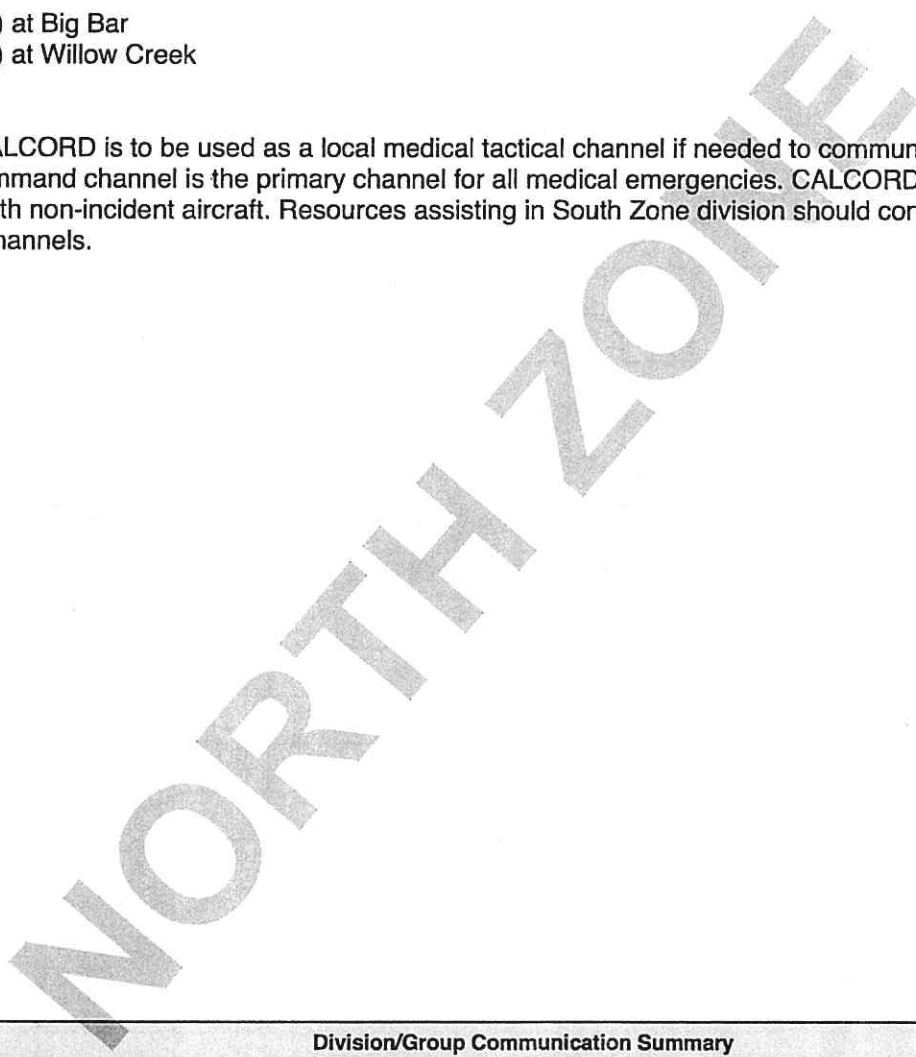 ) at Big Bar
) at Willow Creek
ALCORD is to be used as a local medical tactical channel if needed to commun
mmand channel is the primary channel for all medical emergencies. CALCORD
th non-incident aircraft. Resources assisting in South Zone division should con
hannels.
NORTH ZONE
Division/Group Communication Summary